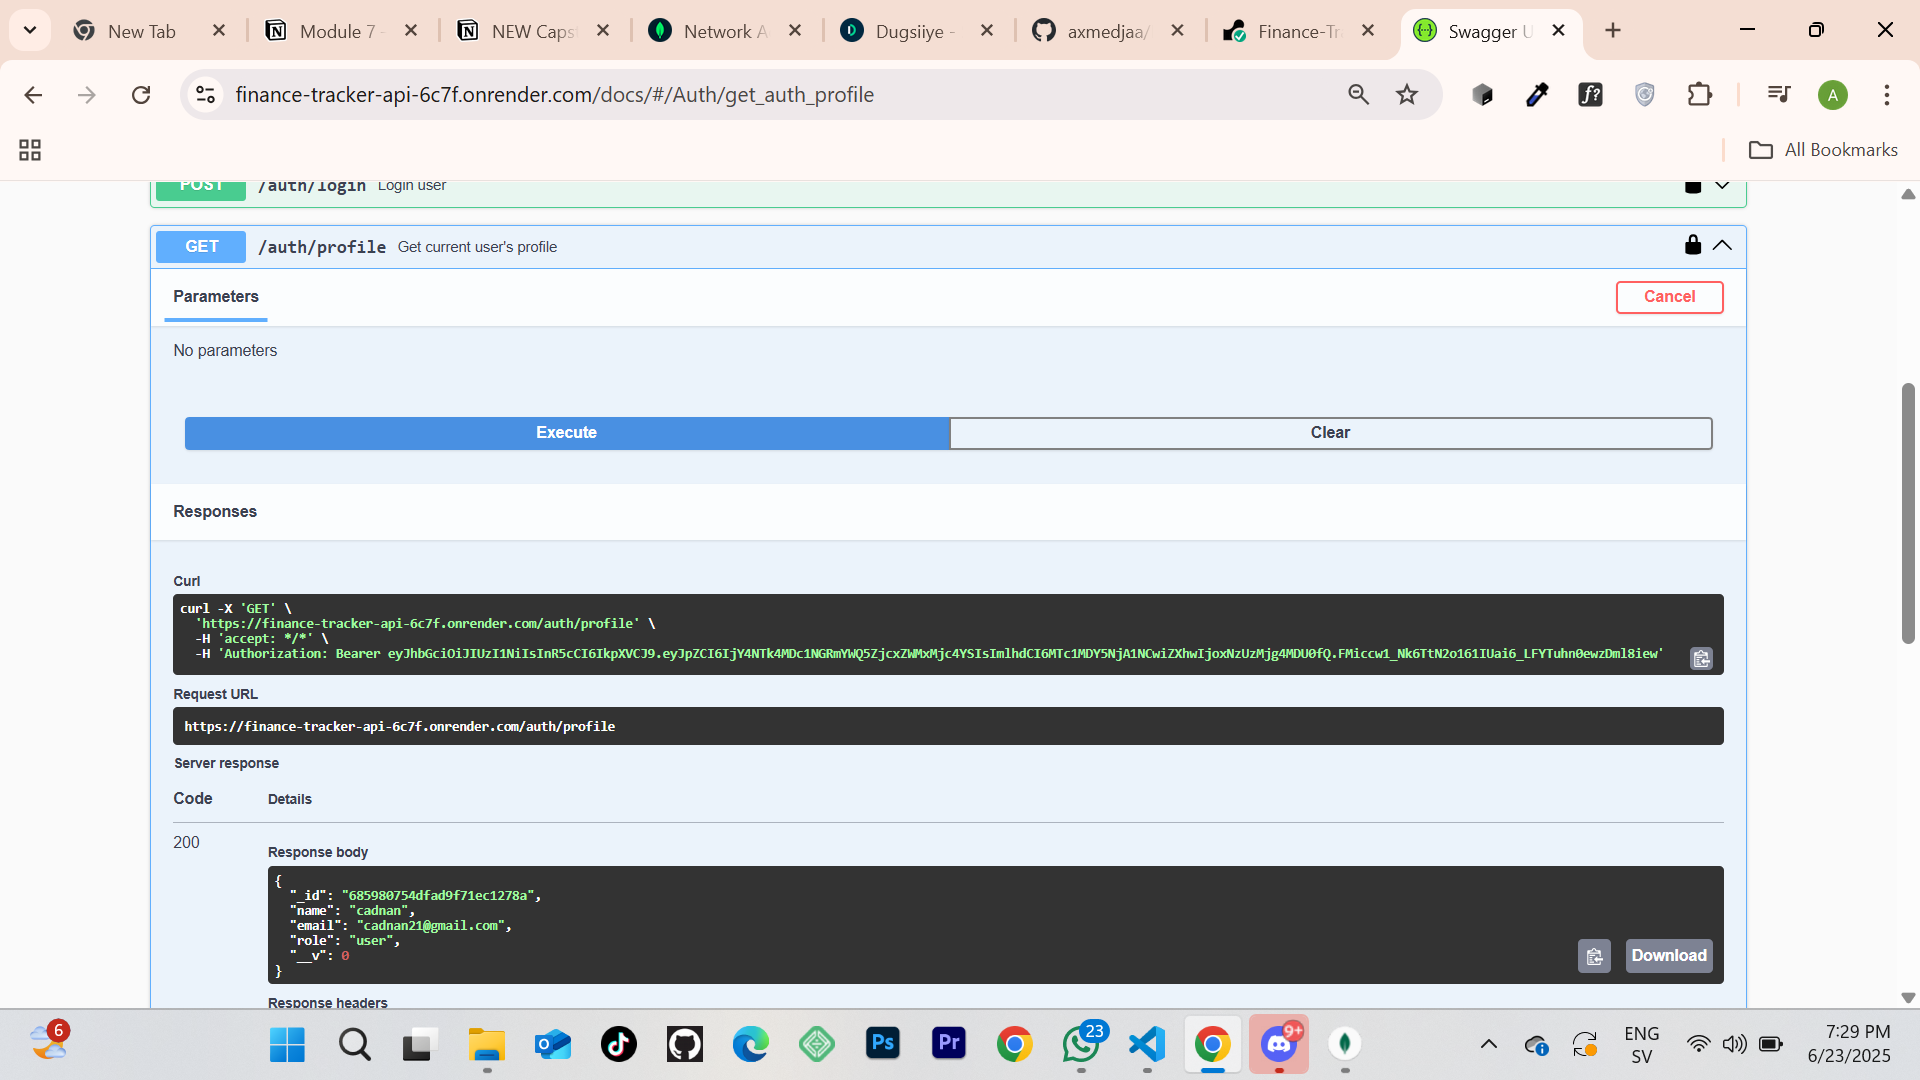 New Tab
Module 7 -
NEW Caps
Network A
Dugsiiye -
axmedjaa/
Finance-Tr
Swagger U
finance-tracker-api-6c7f.onrender.com/docs/#/Auth/get_auth_profile
f?
A
All Bookmarks
POST /auth/login Login user
GET /auth/profile Get current user's profile
Parameters
Cancel
No parameters
Execute
Clear
Responses
Curl
curl -X 'GET' \
'https://finance-tracker-api-6c7f.onrender.com/auth/profile' \
-H 'accept: */*' \
-H 'Authorization: Bearer eyJhbGciOiJIUzI1NiIsInR5cCI6IkpXVCJ9.eyJpZCI6IjY4NTk4MDc1NGRmYWQ5ZjcxZWMxMjc4YSIsImlhdCI6MTc1MDY5NjA1NCwiZXhwIjoxNzUzMjg4MDU0fQ.FMiccw1_Nk6TtN2o161IUai6_LFYTuhn0ewzDml8iew'
Request URL
https://finance-tracker-api-6c7f.onrender.com/auth/profile
Server response
Code
Details
200
Response body
{
"_id": "685980754dfad9f71ec1278a",
"name": "cadnan",
"email": "cadnan21@gmail.com",
"role": "user",
"__v": 0
}
Download
Response headers
6
Ps
Pr
23
9+
ENG
SV
7:29 PM
6/23/2025